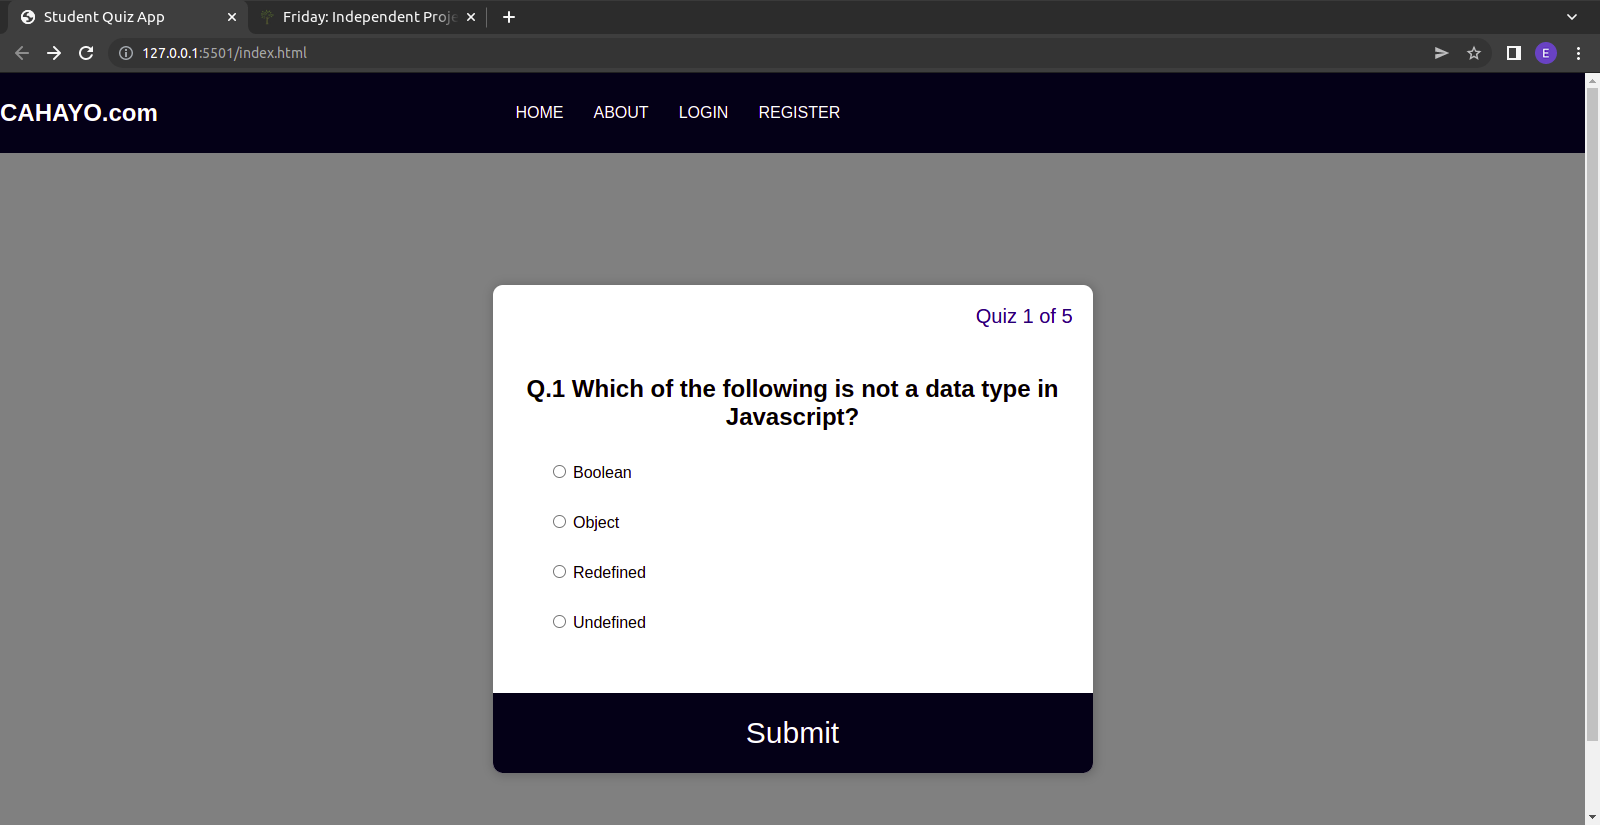 Student Quiz App
Friday: Independent Proje
127.0.0.1:5501/index.html
E
CAHAYO.com
HOME ABOUT LOGIN REGISTER
Quiz 1 of 5
Q.1 Which of the following is not a data type in
Javascript?
Boolean
Object
Redefined
Undefined
Submit